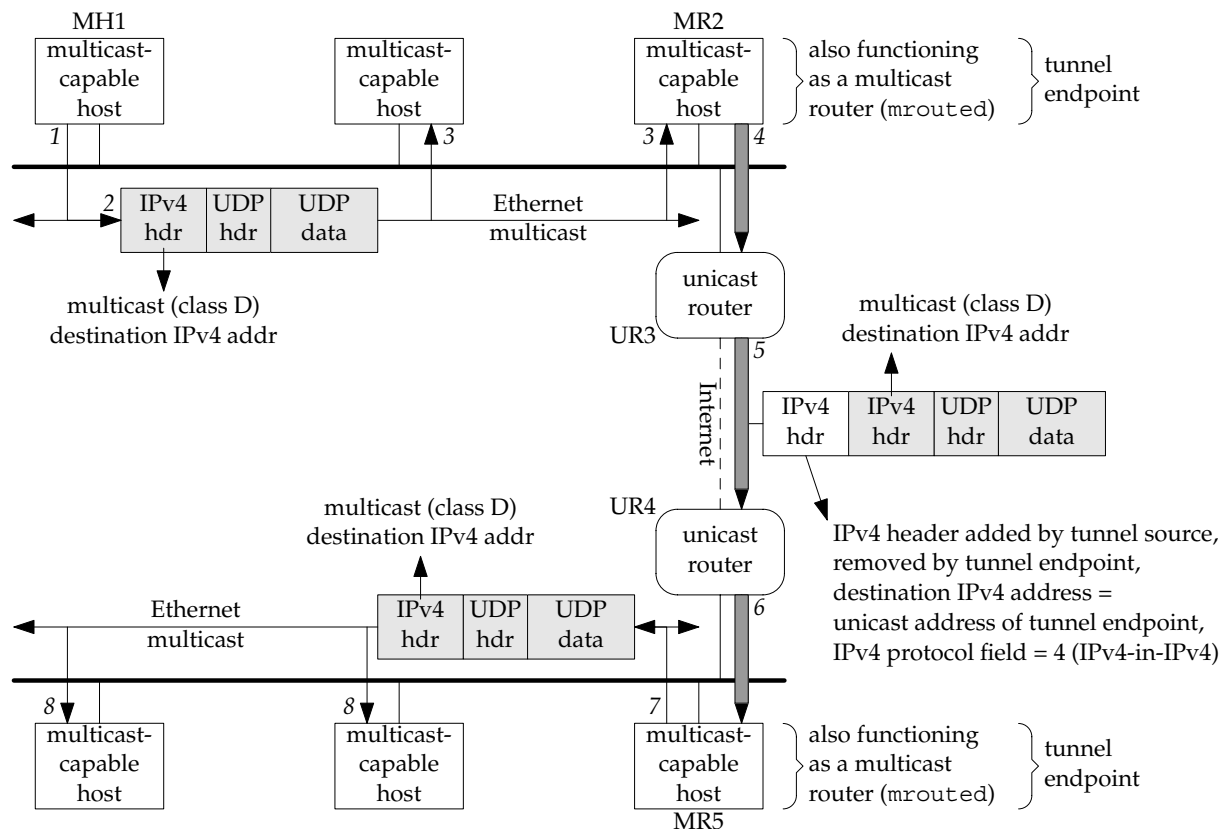 MH1
MR2
multicast-
capable
host
multicast-
capable
host
multicast-
capable
host
also functioning
as a multicast
router (mrouted)
tunnel
endpoint
1
3
3
4
2
IPv4
hdr
UDP
hdr
UDP
data
Ethernet
multicast
multicast (class D)
destination IPv4 addr
unicast
router
UR3
5
multicast (class D)
destination IPv4 addr
Internet
IPv4
hdr
IPv4
hdr
UDP
hdr
UDP
data
multicast (class D)
destination IPv4 addr
UR4
unicast
router
IPv4 header added by tunnel source,
removed by tunnel endpoint,
destination IPv4 address =
unicast address of tunnel endpoint,
IPv4 protocol field = 4 (IPv4-in-IPv4)
6
Ethernet
multicast
IPv4
hdr
UDP
hdr
UDP
data
8
8
7
multicast-
capable
host
multicast-
capable
host
multicast-
capable
host
also functioning
as a multicast
router (mrouted)
tunnel
endpoint
MR5